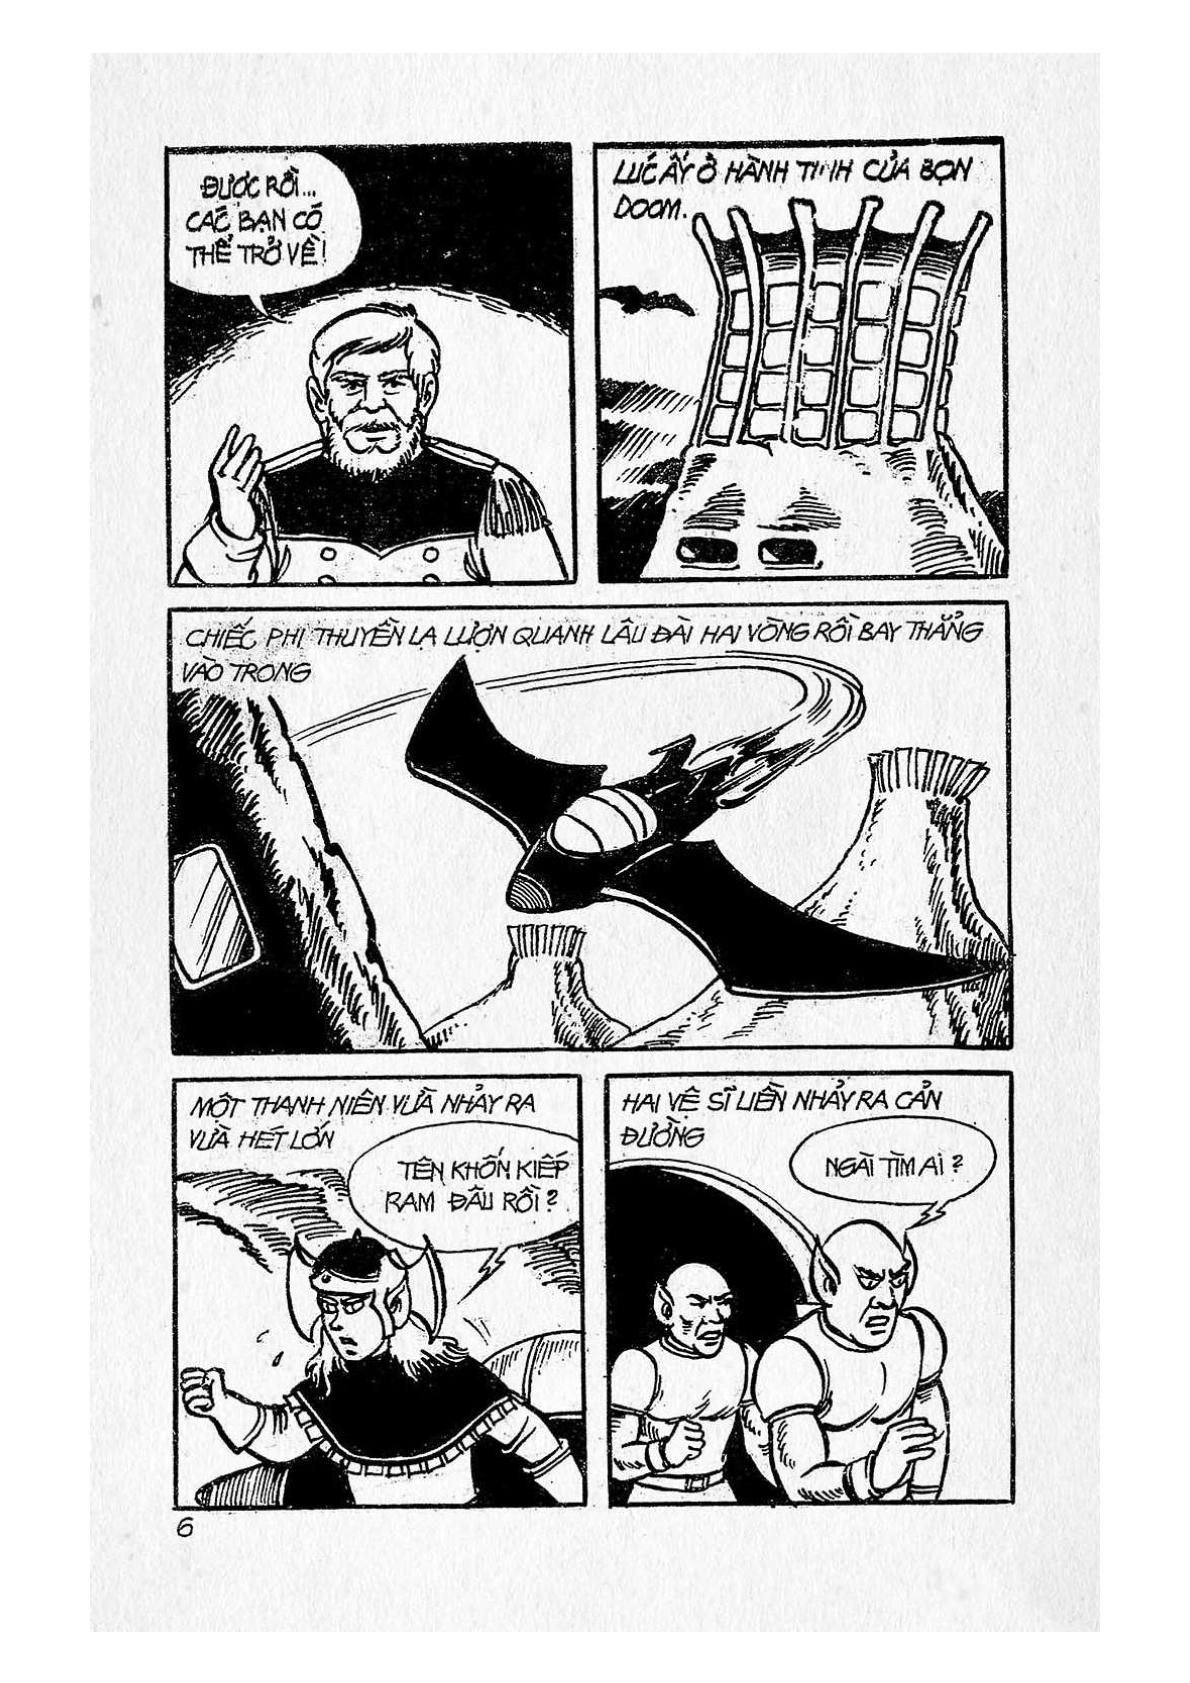 ĐƯỢC RỒI...
CÁC BẠN CÓ
THỂ TRỞ VỀ!
LÚC ẤY Ở HÀNH TINH CỦA BỌN
DOOM.
CHIẾC PHI THUYỀN LẠ LƯỢN QUANH LÂU ĐÀI HAI VÒNG RỒI BAY THẲNG
VÀO TRONG
MỘT THANH NIÊN VỪA NHẢY RA
VỪA HÉT LỚN
TÊN KHỐN KIẾP
RAM ĐÂU RỒI?
HAI VỆ SĨ LIỀN NHẢY RA CẢN
ĐƯỜNG
NGÀI TÌM AI?
6